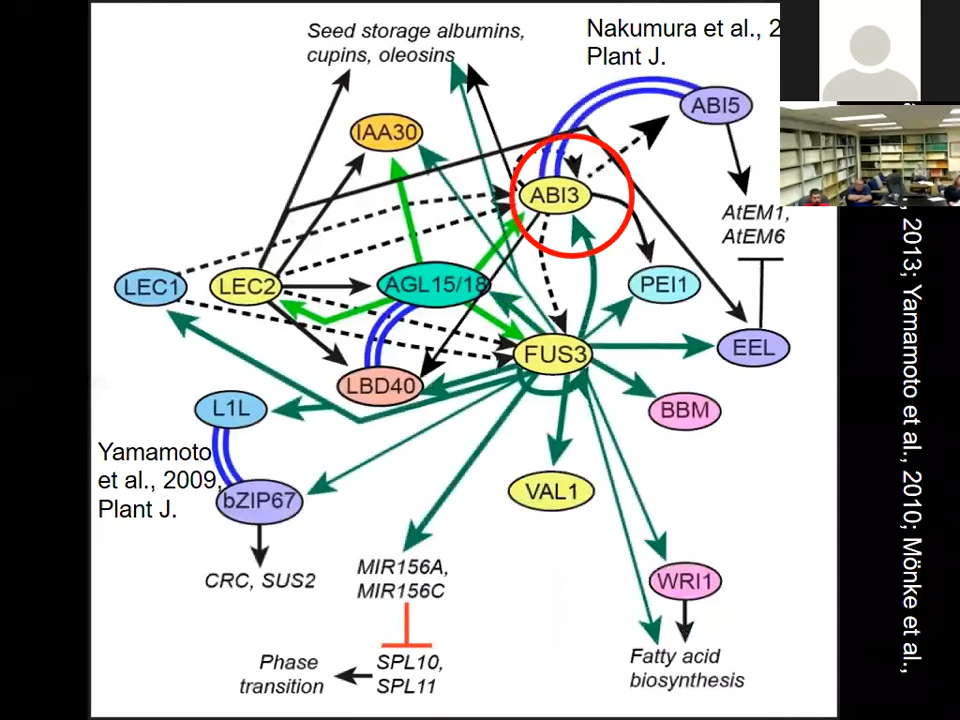 Seed storage albumins,
cupins, oleosins
Nakumura et al., 2
Plant J.
IAA30
ABI5
ABI3
AtEM1,
AtEM6
LEC1
LEC2
AGL15/18
PEI1
FUS3
EEL
LBD40
L1L
BBM
Yamamoto
et al., 2009,
Plant J.
bZIP67
VAL1
CRC, SUS2
MIR156A,
MIR156C
WRI1
Phase
transition
SPL10,
SPL11
Fatty acid
biosynthesis
2013; Yamamoto et al., 2010; Mönke et al.,